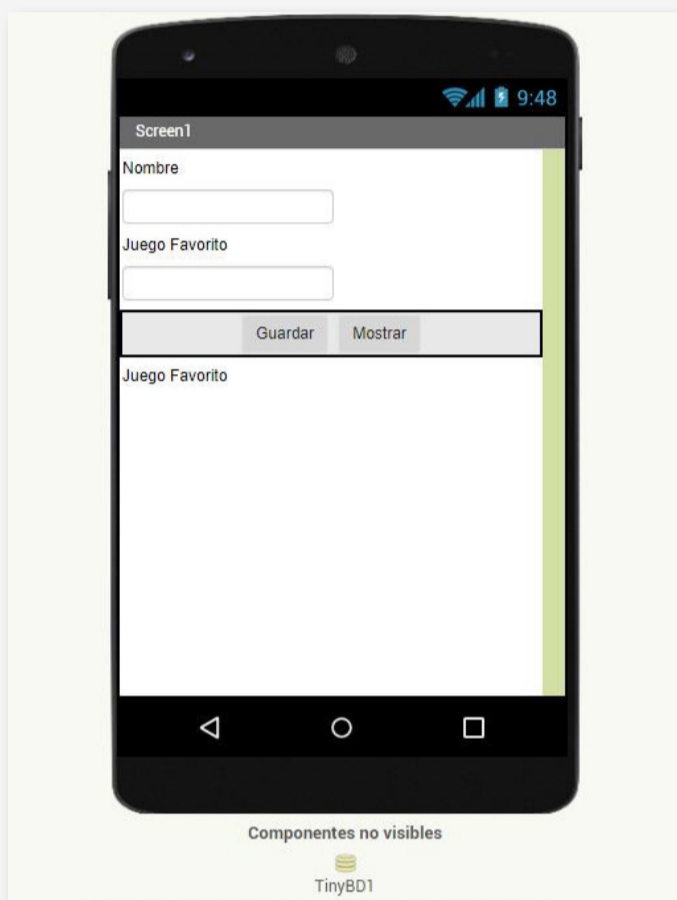 9:48
Screen1
Nombre
Juego Favorito
Guardar Mostrar
Juego Favorito
Componentes no visibles
TinyBD1